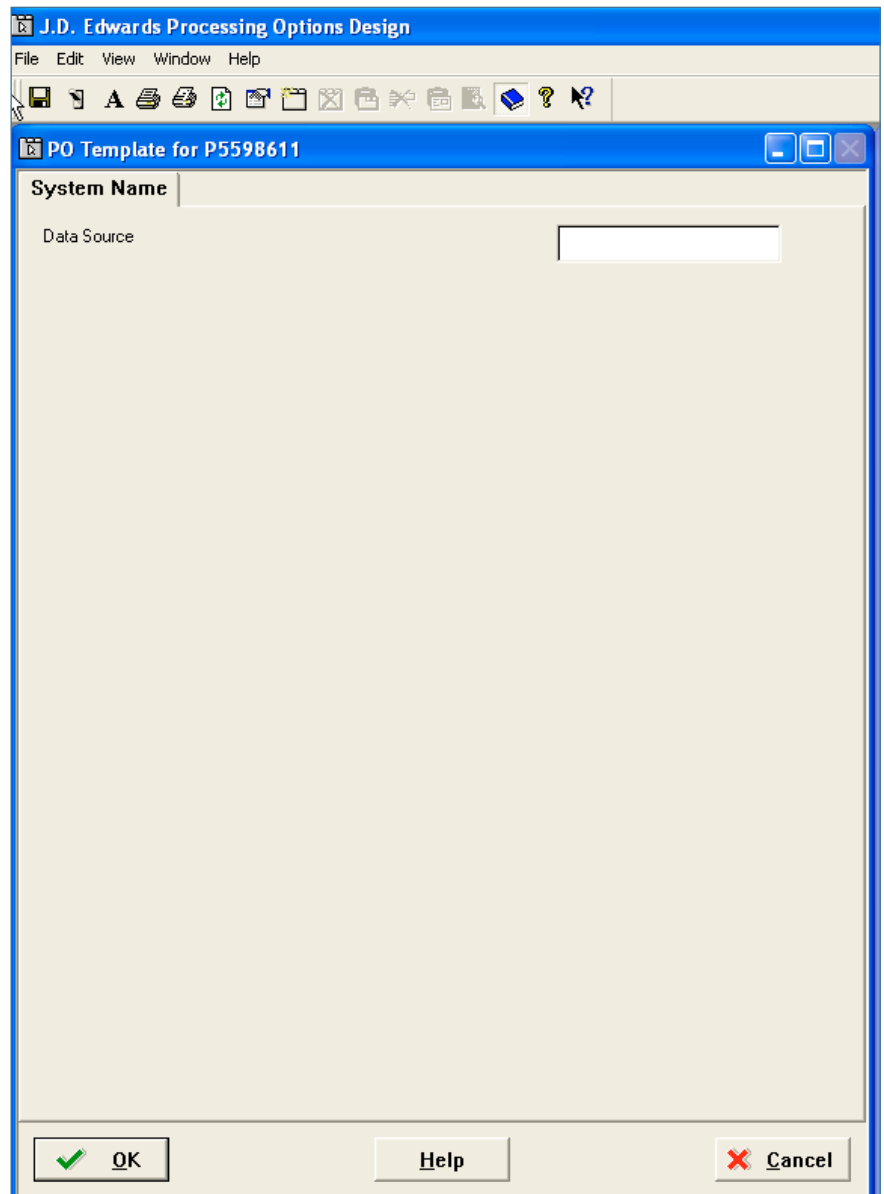 J.D. Edwards Processing Options Design
File Edit View Window Help
PO Template for P5598611
System Name
Data Source
OK Help Cancel